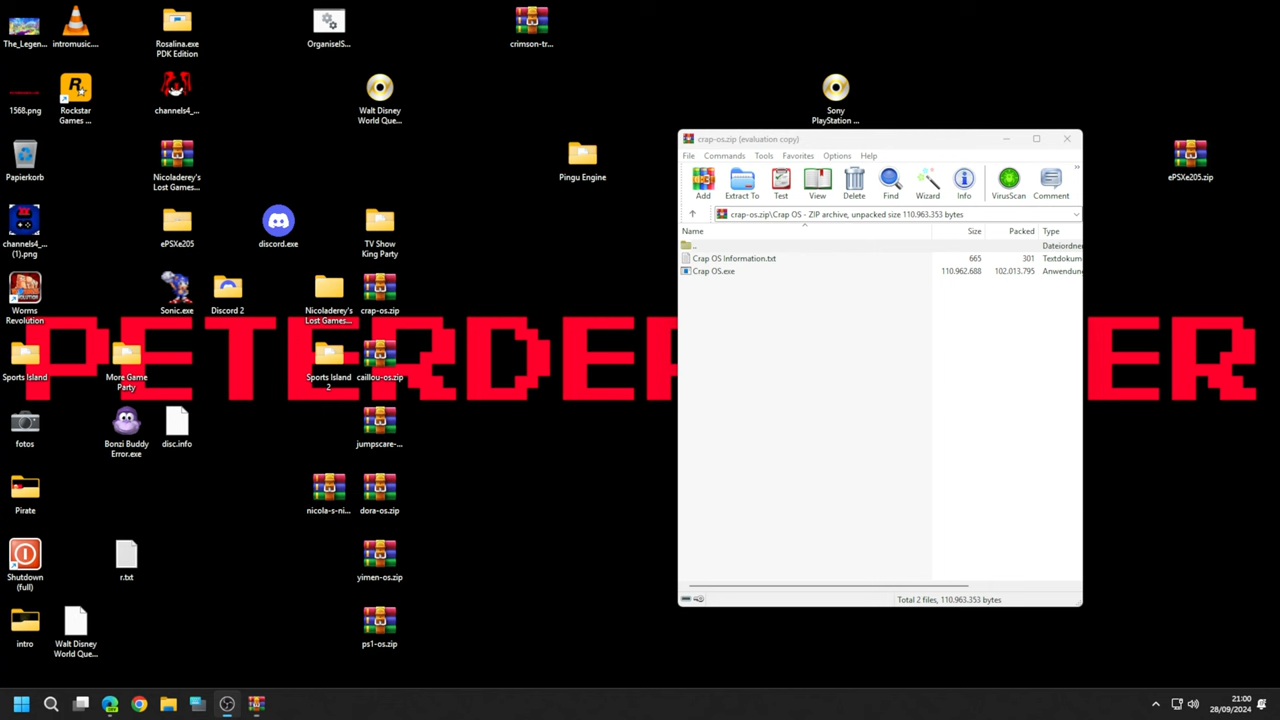 The_Legen...
intromusic....
Rosalina.exe
PDK Edition
OrganiselS...
crimson-tr...
1568.png
Rockstar
Games ...
channels4_...
Walt Disney
World Que...
Sony
PlayStation ...
Papierkorb
Nicoladerey's
Lost Games...
Pingu Engine
ePSXe205.zip
channels4_...
(1).png
ePSXe205
discord.exe
TV Show
King Party
Worms
Revolution
Sonic.exe
Discord 2
Nicoladerey's
Lost Games...
crap-os.zip
Sports Island
More Game
Party
Sports Island
2
caillou-os.zip
fotos
Bonzi Buddy
Error.exe
disc.info
jumpscare-...
Pirate
nicola-s-ni...
dora-os.zip
Shutdown
(full)
r.txt
yimen-os.zip
intro
Walt Disney
World Que...
ps1-os.zip
crap-os.zip (evaluation copy)
File Commands Tools Favorites Options Help
Add Extract To Test View Delete Find Wizard Info VirusScan Comment
crap-os.zip\Crap OS - ZIP archive, unpacked size 110.963.353 bytes
Name Size Packed Type
.. Dateiordne
Crap OS Information.txt 665 301 Textdokum
Crap OS.exe 110.962.688 102.013.795 Anwendun
Total 2 files, 110.963.353 bytes
21:00
28/09/2024